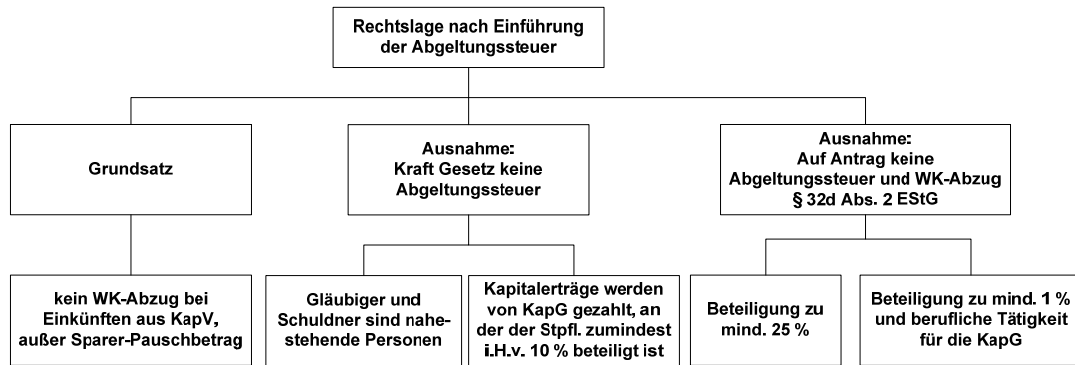 Rechtslage nach Einführung
der Abgeltungssteuer
Grundsatz
Ausnahme:
Kraft Gesetz keine
Abgeltungssteuer
Ausnahme:
Auf Antrag keine
Abgeltungssteuer und WK-Abzug
§ 32d Abs. 2 EStG
kein WK-Abzug bei
Einkünften aus KapV,
außer Sparer-Pauschbetrag
Gläubiger und
Schuldner sind nahe-
stehende Personen
Kapitalerträge werden
von KapG gezahlt, an
der der Stpfl. zumindest
i.H.v. 10 % beteiligt ist
Beteiligung zu
mind. 25 %
Beteiligung zu mind. 1 %
und berufliche Tätigkeit
für die KapG